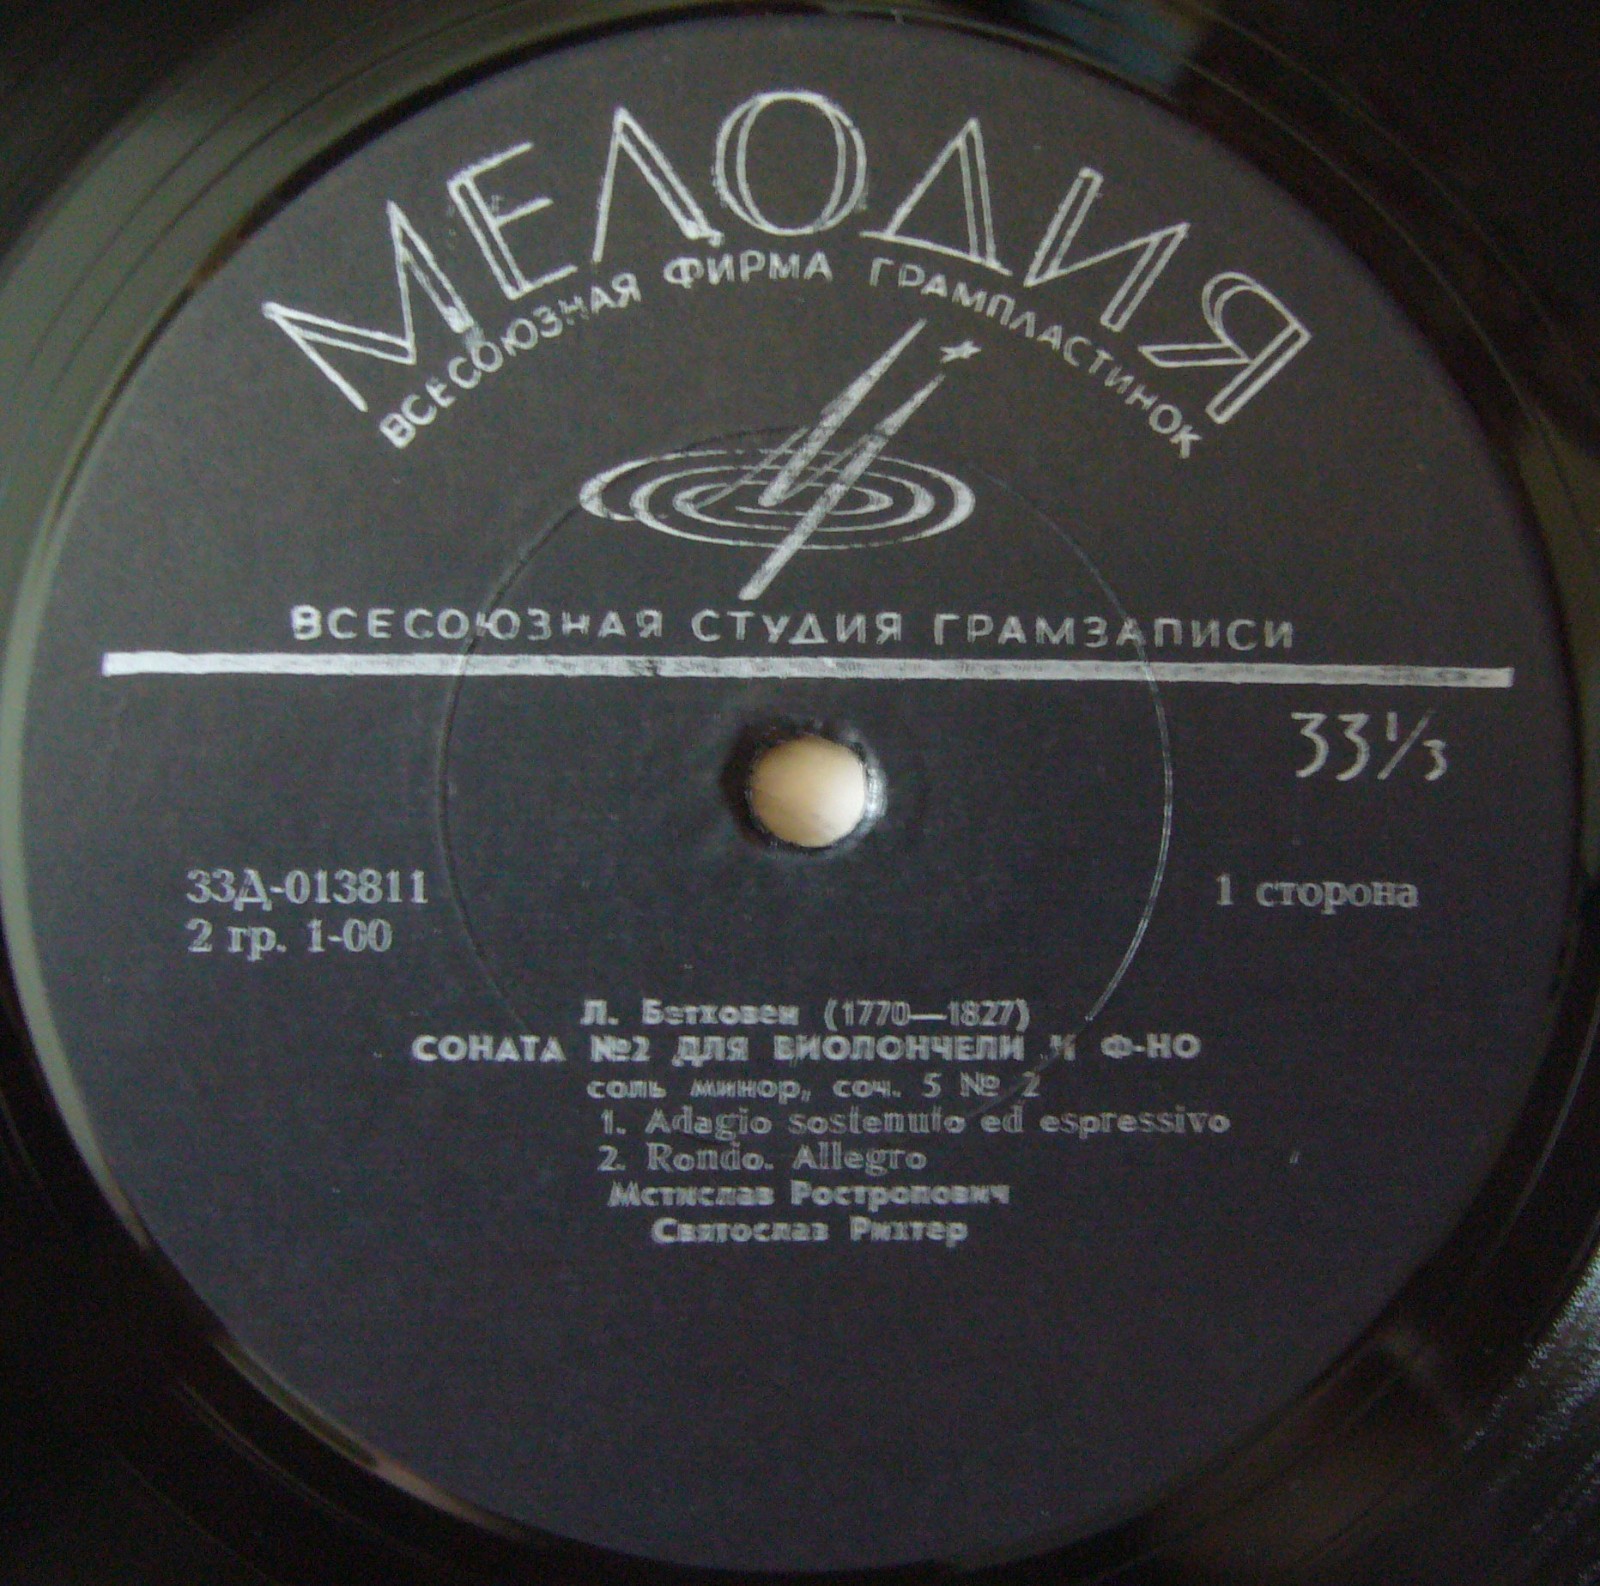 МЕЛОДИЯ
ВСЕСОЮЗНАЯ ФИРМА ГРАМПЛАСТИНОК
ВСЕСОЮЗНАЯ СТУДИЯ ГРАМЗАПИСИ
33⅓
33Д-013811
1 сторона
2 гр. 1-00
Л. Бетховен (1770—1827)
СОНАТА №2 ДЛЯ ВИОЛОНЧЕЛИ И Ф-НО
соль минор, соч. 5 № 2
1. Adagio sostenuto ed espressivo
2. Rondo. Allegro
Мстислав Ростропович
Святослав Рихтер